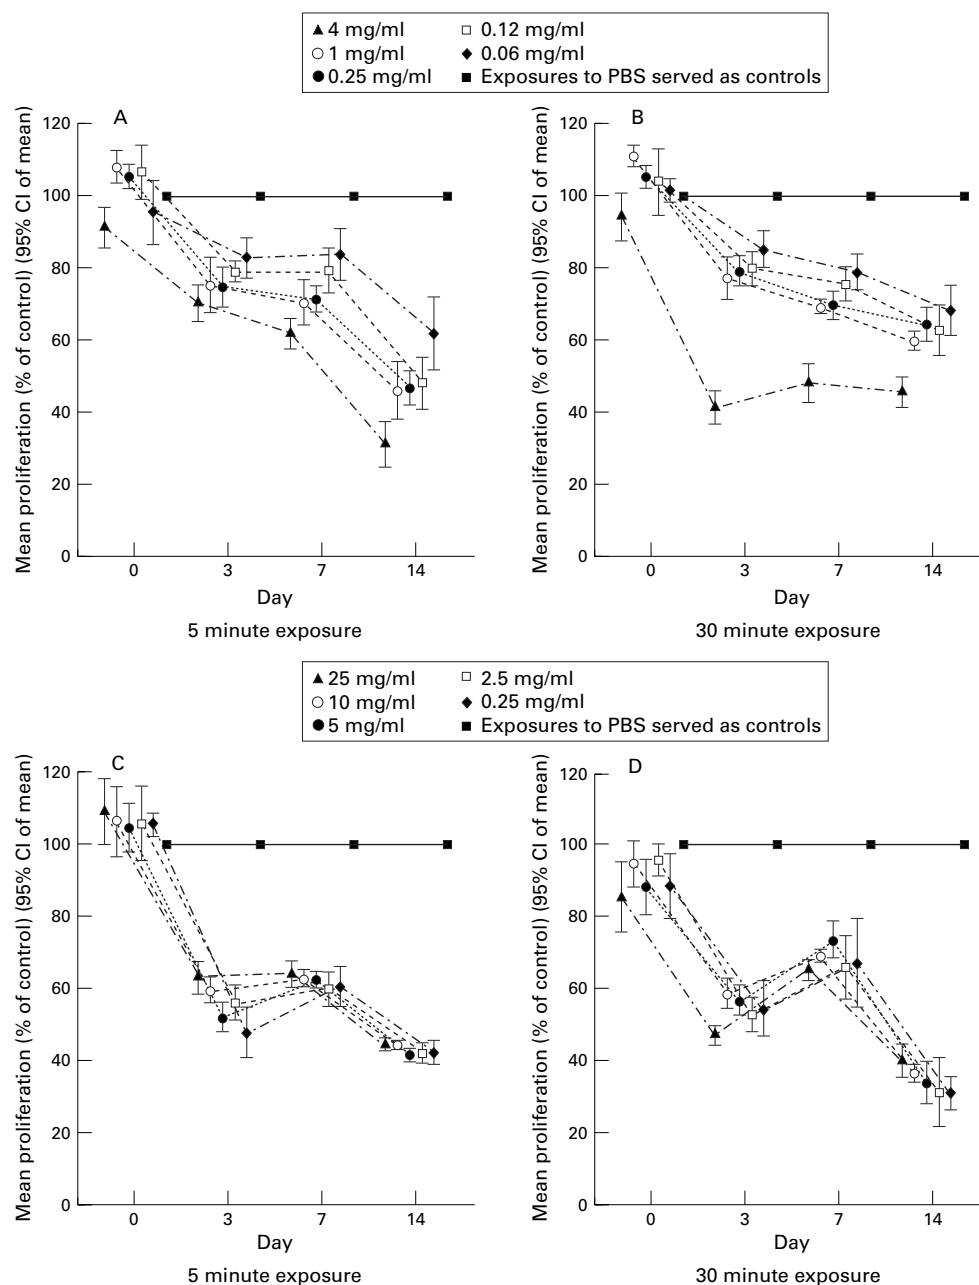 4 mg/ml
0.12 mg/ml
1 mg/ml
0.06 mg/ml
0.25 mg/ml
Exposures to PBS served as controls
A
Mean proliferation (% of control) (95% CI of mean)
120
100
80
60
40
20
0
0 3 7 14
Day
5 minute exposure
B
Mean proliferation (% of control) (95% CI of mean)
120
100
80
60
40
20
0
0 3 7 14
Day
30 minute exposure
25 mg/ml
2.5 mg/ml
10 mg/ml
0.25 mg/ml
5 mg/ml
Exposures to PBS served as controls
C
Mean proliferation (% of control) (95% CI of mean)
120
100
80
60
40
20
0
0 3 7 14
Day
5 minute exposure
D
Mean proliferation (% of control) (95% CI of mean)
120
100
80
60
40
20
0
0 3 7 14
Day
30 minute exposure